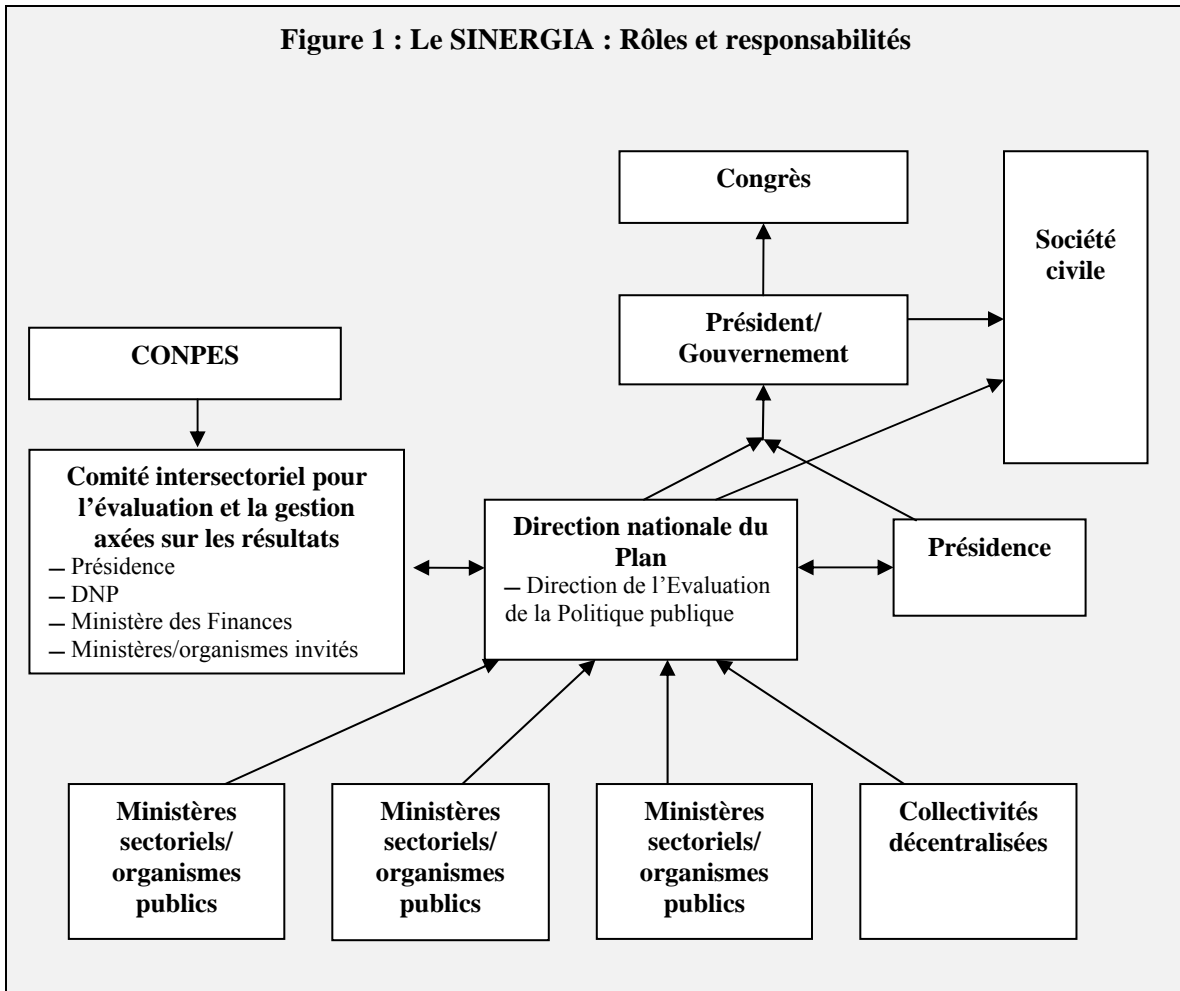 Figure 1 : Le SINERGIA : Rôles et responsabilités
Congrès
Société
civile
Président/
Gouvernement
CONPES
Comité intersectoriel pour
l’évaluation et la gestion
axées sur les résultats
– Présidence
– DNP
– Ministère des Finances
– Ministères/organismes invités
Direction nationale du
Plan
– Direction de l’Evaluation
de la Politique publique
Présidence
Ministères
sectoriels/
organismes
publics
Ministères
sectoriels/
organismes
publics
Ministères
sectoriels/
organismes
publics
Collectivités
décentralisées